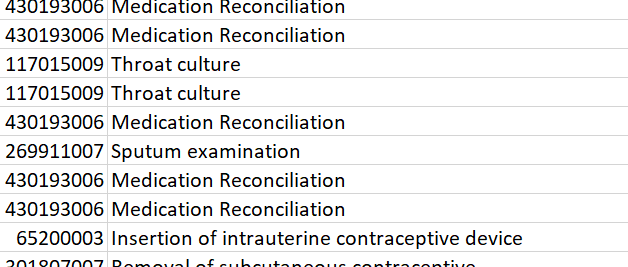 430193006 Medication Reconciliation
430193006 Medication Reconciliation
117015009 Throat culture
117015009 Throat culture
430193006 Medication Reconciliation
269911007 Sputum examination
430193006 Medication Reconciliation
430193006 Medication Reconciliation
65200003 Insertion of intrauterine contraceptive device
301807007 Removal of subcutaneous contraceptive